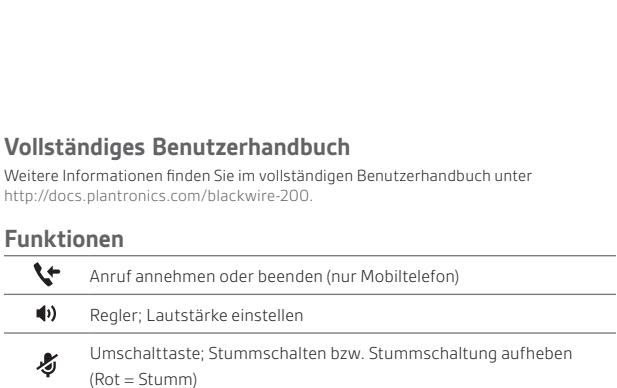 Vollständiges Benutzerhandbuch
Weitere Informationen finden Sie im vollständigen Benutzerhandbuch unter
http://docs.plantronics.com/blackwire-200.
Funktionen
Anruf annehmen oder beenden (nur Mobiltelefon)
Regler; Lautstärke einstellen
Umschalttaste; Stummschalten bzw. Stummschaltung aufheben
(Rot = Stumm)